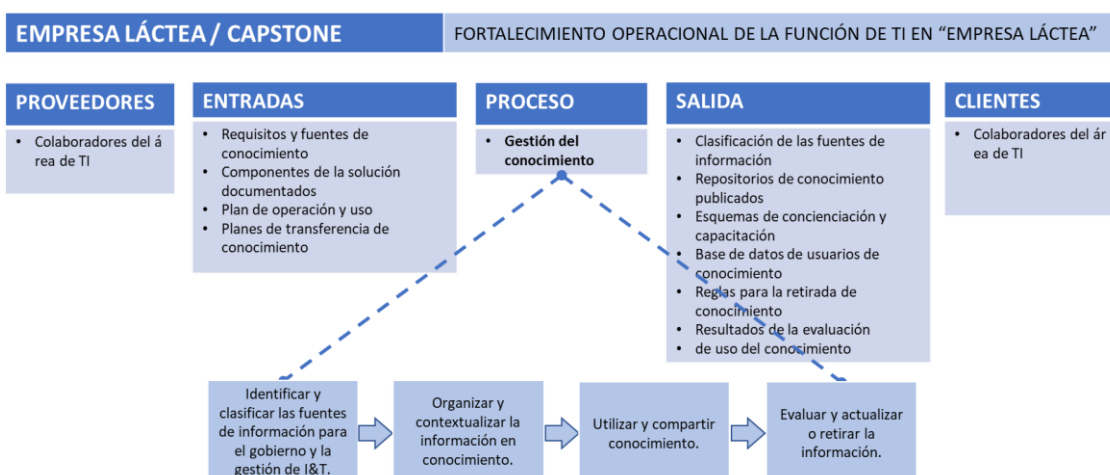 EMPRESA LÁCTEA / CAPSTONE
FORTALECIMIENTO OPERACIONAL DE LA FUNCIÓN DE TI EN “EMPRESA LÁCTEA”
PROVEEDORES
• Colaboradores del á
rea de TI
ENTRADAS
• Requisitos y fuentes de
conocimiento
• Componentes de la solución
documentados
• Plan de operación y uso
• Planes de transferencia de
conocimiento
PROCESO
• Gestión del
conocimiento
SALIDA
• Clasificación de las fuentes de
información
• Repositorios de conocimiento
publicados
• Esquemas de concienciación y
capacitación
• Base de datos de usuarios de
conocimiento
• Reglas para la retirada de
conocimiento
• Resultados de la evaluación
• de uso del conocimiento
CLIENTES
• Colaboradores del ár
ea de TI
Identificar y
clasificar las fuentes
de información para
el gobierno y la
gestión de I&T.
Organizar y
contextualizar la
información en
conocimiento.
Utilizar y compartir
conocimiento.
Evaluar y actualizar
o retirar la
información.